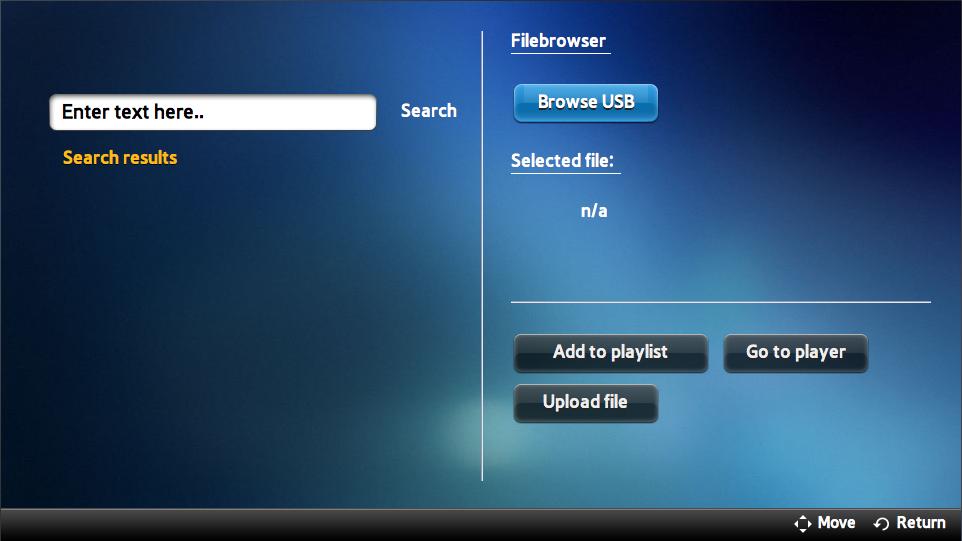 Enter text here..
Search
Search results
Filebrowser
Browse USB
Selected file:
n/a
Add to playlist
Go to player
Upload file
Move
Return